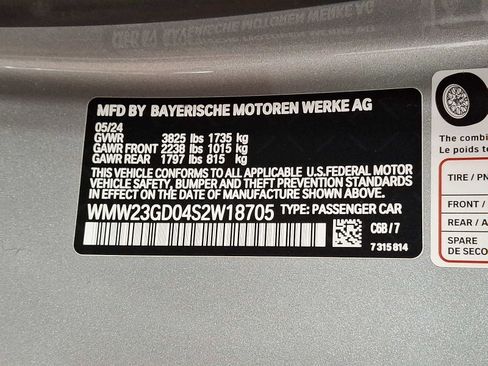 MFD BY BAYERISCHE MOTOREN WERKE AG
05/24
GVWR 3825 lbs 1735 kg
GAWR FRONT 2238 lbs 1015 kg
GAWR REAR 1797 lbs 815 kg
THIS VEHICLE CONFORMS TO ALL APPLICABLE U.S.FEDERAL MOTOR
VEHICLE SAFETY, BUMPER AND THEFT PREVENTION STANDARDS
IN EFFECT ON THE DATE OF MANUFACTURE SHOWN ABOVE.
WMW23GD04S2W18705 TYPE: PASSENGER CAR
C6B / 7
7 315 814
The combin
Le poids to
TIRE / PN
FRONT /
REAR / A
SPARE
DE SECO